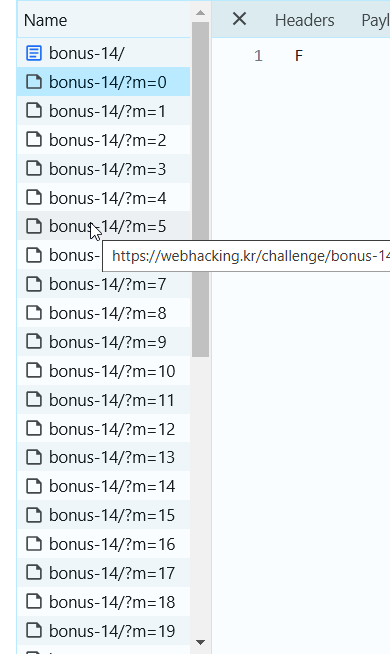 Name
Headers
Payl
bonus-14/
1 F
bonus-14/?m=0
bonus-14/?m=1
bonus-14/?m=2
bonus-14/?m=3
bonus-14/?m=4
bonus-14/?m=5
bonus-
https://webhacking.kr/challenge/bonus-14
bonus-14/?m=7
bonus-14/?m=8
bonus-14/?m=9
bonus-14/?m=10
bonus-14/?m=11
bonus-14/?m=12
bonus-14/?m=13
bonus-14/?m=14
bonus-14/?m=15
bonus-14/?m=16
bonus-14/?m=17
bonus-14/?m=18
bonus-14/?m=19